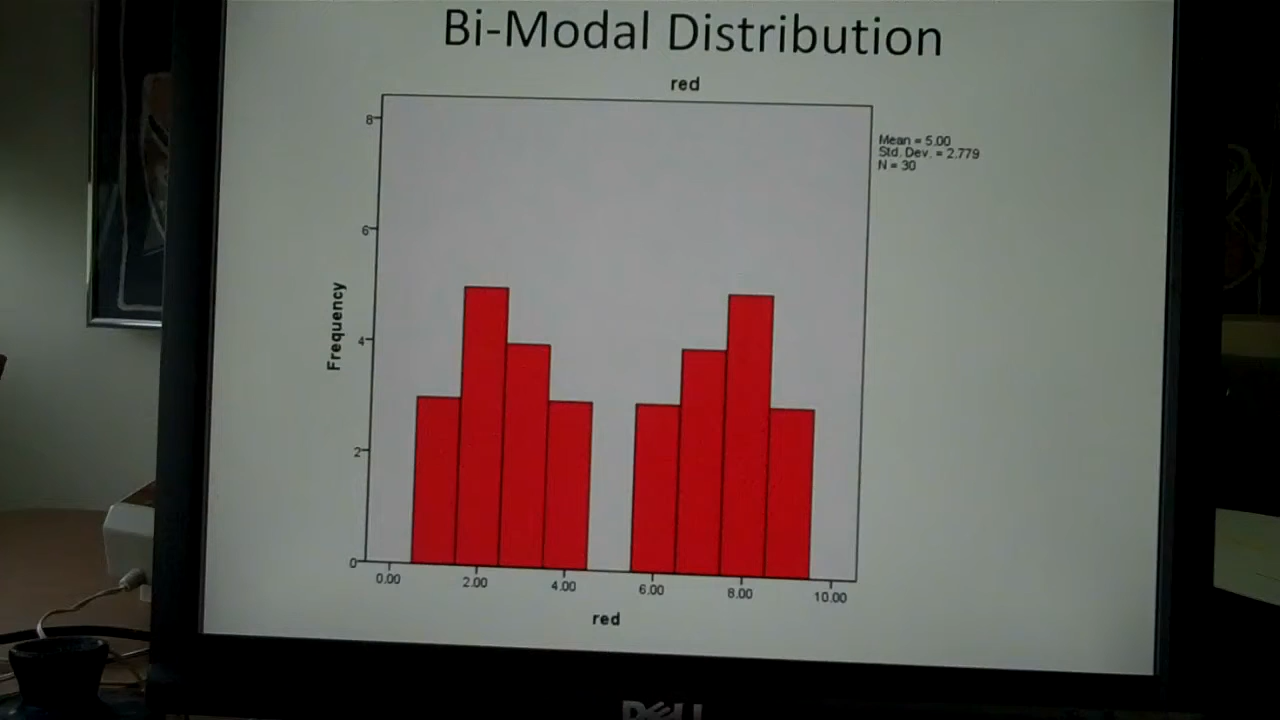 Bi-Modal Distribution
red
Mean = 5.00
Std. Dev. = 2.779
N = 30
8
6
4
2
0
Frequency
0.00 2.00 4.00 6.00 8.00 10.00
red
DELL